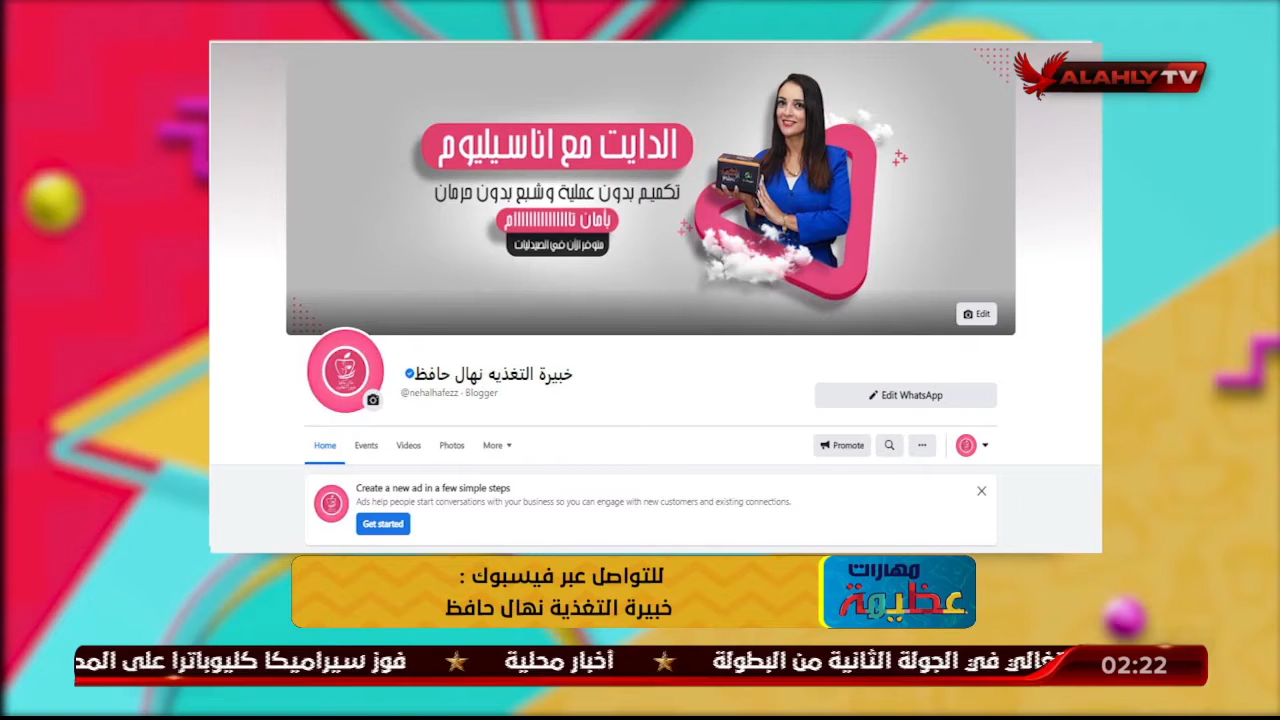 ALAHLY TV
الدايت مع اناسيليوم
تكميم بدون عملية وشبع بدون حرمان
بأمان تاااااااااااااام
متوفر الآن في الصيدليات
Edit
خبيرة التغذيه نهال حافظ
@nehalhafezz · Blogger
Edit WhatsApp
Home Events Videos Photos More
Promote
Create a new ad in a few simple steps
Ads help people start conversations with your business so you can engage with new customers and existing connections.
Get started
للتواصل عبر فيسبوك :
خبيرة التغذية نهال حافظ
مهارات
عظيمة
في الجولة الثانية من البطولة ★ أخبار محلية ★ فوز سيراميكا كليوباترا على
02:22